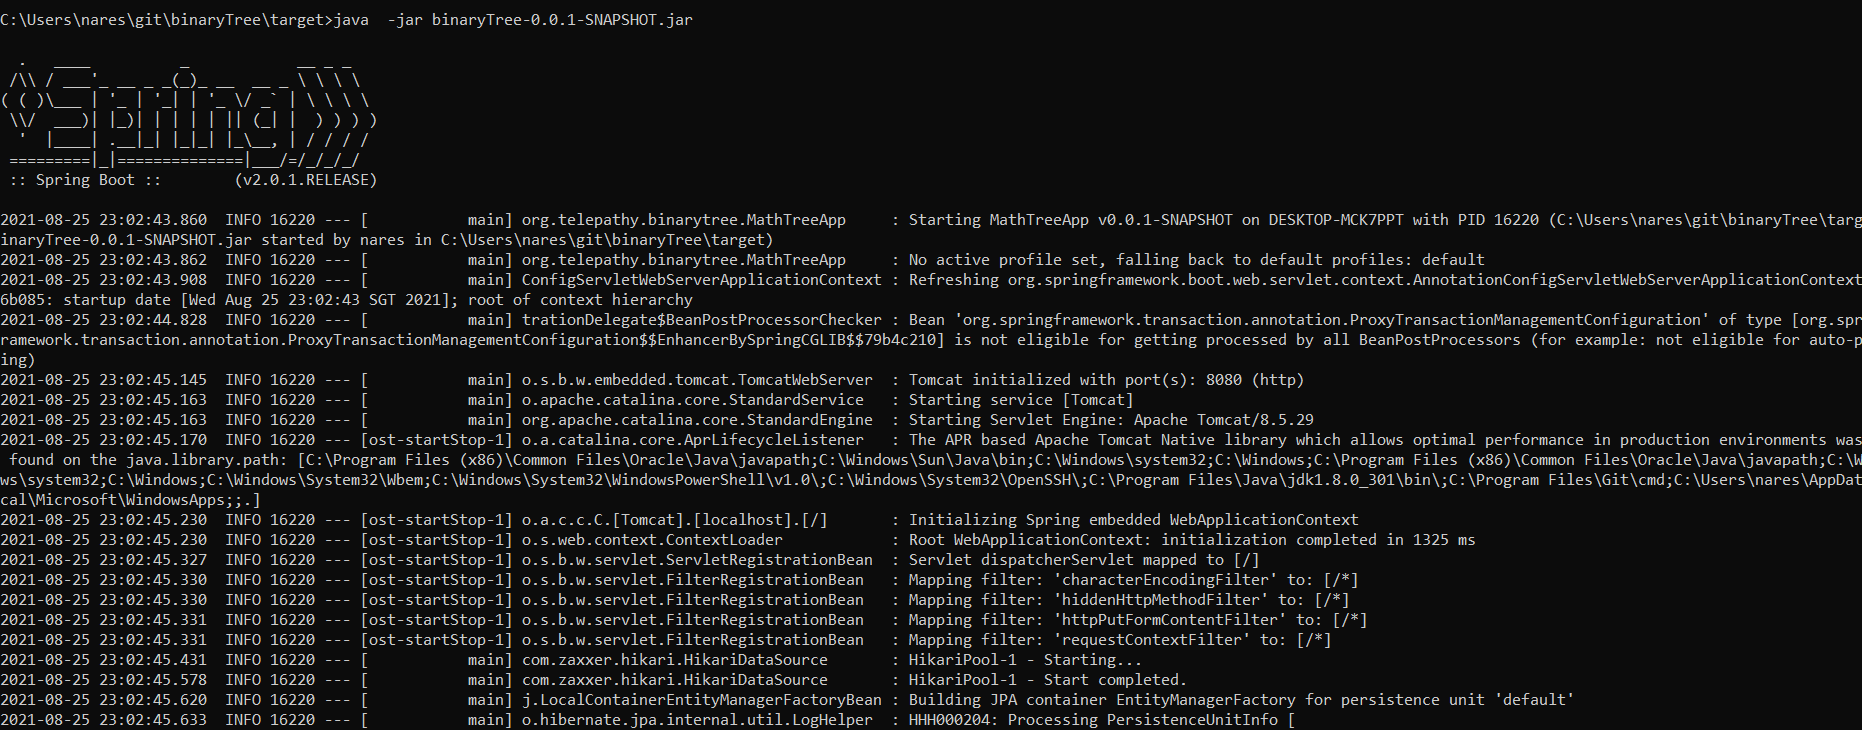 C:\Users\nares\git\binaryTree\target>java  -jar binaryTree-0.0.1-SNAPSHOT.jar

  .   ____          _            __ _ _
 /\\ / ___'_ __ _ _(_)_ __  __ _ \ \ \ \
( ( )\___ | '_ | '_| | '_ \/ _` | \ \ \ \
 \\/  ___)| |_)| | | | | || (_| |  ) ) ) )
  '  |____| .__|_| |_|_| |_\__, | / / / /
 =========|_|==============|___/=/_/_/_/
 :: Spring Boot ::        (v2.0.1.RELEASE)

2021-08-25 23:02:43.860  INFO 16220 --- [           main] org.telepathy.binarytree.MathTreeApp     : Starting MathTreeApp v0.0.1-SNAPSHOT on DESKTOP-MCK7PPT with PID 16220 (C:\Users\nares\git\binaryTree\targ
inaryTree-0.0.1-SNAPSHOT.jar started by nares in C:\Users\nares\git\binaryTree\target)
2021-08-25 23:02:43.862  INFO 16220 --- [           main] org.telepathy.binarytree.MathTreeApp     : No active profile set, falling back to default profiles: default
2021-08-25 23:02:43.908  INFO 16220 --- [           main] ConfigServletWebServerApplicationContext : Refreshing org.springframework.boot.web.servlet.context.AnnotationConfigServletWebServerApplicationContext
6b085: startup date [Wed Aug 25 23:02:43 SGT 2021]; root of context hierarchy
2021-08-25 23:02:44.828  INFO 16220 --- [           main] trationDelegate$BeanPostProcessorChecker : Bean 'org.springframework.transaction.annotation.ProxyTransactionManagementConfiguration' of type [org.spr
ramework.transaction.annotation.ProxyTransactionManagementConfiguration$$EnhancerBySpringCGLIB$$79b4c210] is not eligible for getting processed by all BeanPostProcessors (for example: not eligible for auto-p
ing)
2021-08-25 23:02:45.145  INFO 16220 --- [           main] o.s.b.w.embedded.tomcat.TomcatWebServer  : Tomcat initialized with port(s): 8080 (http)
2021-08-25 23:02:45.163  INFO 16220 --- [           main] o.apache.catalina.core.StandardService   : Starting service [Tomcat]
2021-08-25 23:02:45.163  INFO 16220 --- [           main] org.apache.catalina.core.StandardEngine  : Starting Servlet Engine: Apache Tomcat/8.5.29
2021-08-25 23:02:45.170  INFO 16220 --- [ost-startStop-1] o.a.catalina.core.AprLifecycleListener   : The APR based Apache Tomcat Native library which allows optimal performance in production environments was
 found on the java.library.path: [C:\Program Files (x86)\Common Files\Oracle\Java\javapath;C:\Windows\Sun\Java\bin;C:\Windows\system32;C:\Windows;C:\Program Files (x86)\Common Files\Oracle\Java\javapath;C:\W
ws\system32;C:\Windows;C:\Windows\System32\Wbem;C:\Windows\System32\WindowsPowerShell\v1.0\;C:\Windows\System32\OpenSSH\;C:\Program Files\Java\jdk1.8.0_301\bin\;C:\Program Files\Git\cmd;C:\Users\nares\AppDat
cal\Microsoft\WindowsApps;;.]
2021-08-25 23:02:45.230  INFO 16220 --- [ost-startStop-1] o.a.c.c.C.[Tomcat].[localhost].[/]       : Initializing Spring embedded WebApplicationContext
2021-08-25 23:02:45.230  INFO 16220 --- [ost-startStop-1] o.s.web.context.ContextLoader            : Root WebApplicationContext: initialization completed in 1325 ms
2021-08-25 23:02:45.327  INFO 16220 --- [ost-startStop-1] o.s.b.w.servlet.ServletRegistrationBean  : Servlet dispatcherServlet mapped to [/]
2021-08-25 23:02:45.330  INFO 16220 --- [ost-startStop-1] o.s.b.w.servlet.FilterRegistrationBean   : Mapping filter: 'characterEncodingFilter' to: [/*]
2021-08-25 23:02:45.330  INFO 16220 --- [ost-startStop-1] o.s.b.w.servlet.FilterRegistrationBean   : Mapping filter: 'hiddenHttpMethodFilter' to: [/*]
2021-08-25 23:02:45.331  INFO 16220 --- [ost-startStop-1] o.s.b.w.servlet.FilterRegistrationBean   : Mapping filter: 'httpPutFormContentFilter' to: [/*]
2021-08-25 23:02:45.331  INFO 16220 --- [ost-startStop-1] o.s.b.w.servlet.FilterRegistrationBean   : Mapping filter: 'requestContextFilter' to: [/*]
2021-08-25 23:02:45.431  INFO 16220 --- [           main] com.zaxxer.hikari.HikariDataSource       : HikariPool-1 - Starting...
2021-08-25 23:02:45.578  INFO 16220 --- [           main] com.zaxxer.hikari.HikariDataSource       : HikariPool-1 - Start completed.
2021-08-25 23:02:45.620  INFO 16220 --- [           main] j.LocalContainerEntityManagerFactoryBean : Building JPA container EntityManagerFactory for persistence unit 'default'
2021-08-25 23:02:45.633  INFO 16220 --- [           main] o.hibernate.jpa.internal.util.LogHelper  : HHH000204: Processing PersistenceUnitInfo [